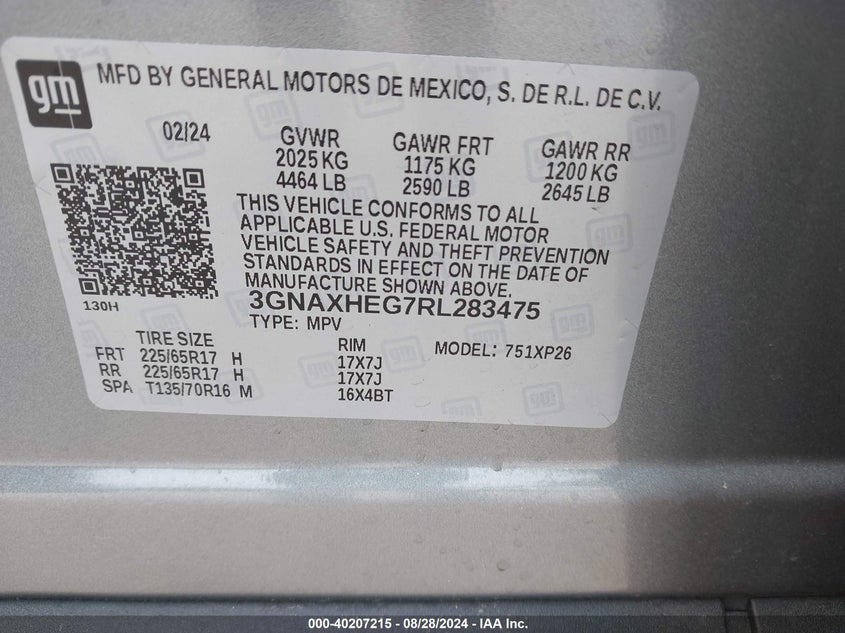 gm
MFD BY GENERAL MOTORS DE MEXICO, S. DE R.L. DE C.V.
02/24 GVWR GAWR FRT GAWR RR
2025 KG 1175 KG 1200 KG
4464 LB 2590 LB 2645 LB
THIS VEHICLE CONFORMS TO ALL
APPLICABLE U.S. FEDERAL MOTOR
VEHICLE SAFETY AND THEFT PREVENTION
STANDARDS IN EFFECT ON THE DATE OF
MANUFACTURE SHOWN ABOVE.
130H
3GNAXHEG7RL283475
TYPE: MPV
TIRE SIZE RIM MODEL: 751XP26
FRT 225/65R17 H 17X7J
RR 225/65R17 H 17X7J
SPA T135/70R16 M 16X4BT
000-40207215 - 08/28/2024 - IAA Inc.